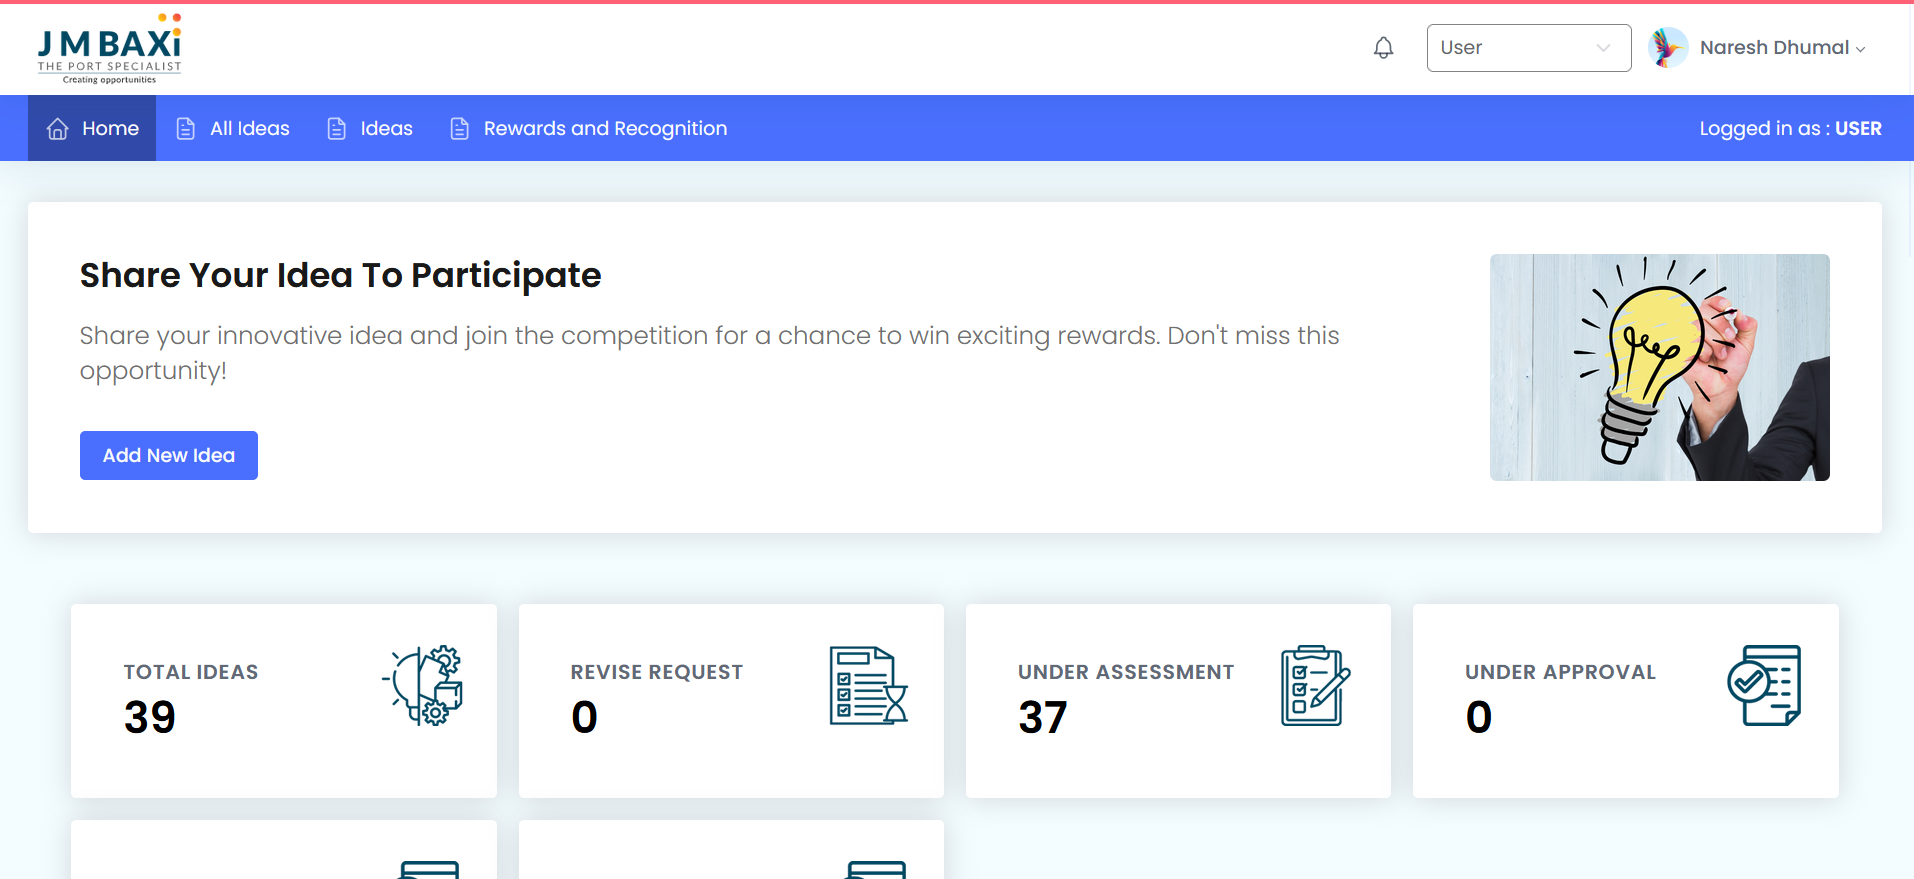 JMBAXi
THE PORT SPECIALIST
Creating opportunities
User
Naresh Dhumal
Home
All Ideas
Ideas
Rewards and Recognition
Logged in as : USER
Share Your Idea To Participate
Share your innovative idea and join the competition for a chance to win exciting rewards. Don't miss this
opportunity!
Add New Idea
TOTAL IDEAS
39
REVISE REQUEST
0
UNDER ASSESSMENT
37
UNDER APPROVAL
0